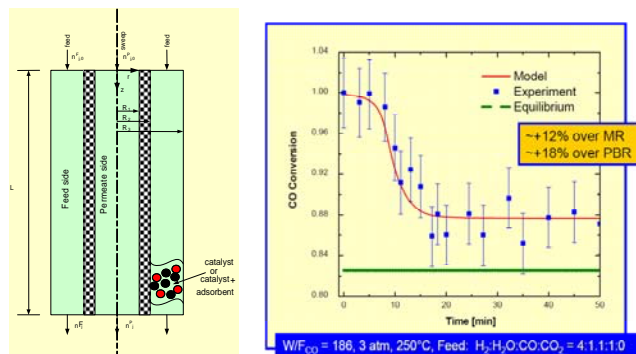 feed
sweep
feed
r
z
R₁
R₂
R₃
L
Feed side
Permeate side
catalyst
or
catalyst+
adsorbent
1.04
1.00
0.96
0.92
0.88
0.84
0.80
CO Conversion
Model
Experiment
Equilibrium
~+12% over MR
~+18% over PBR
0
10
20
30
40
50
Time [min]
W/F_CO = 186, 3 atm, 250°C, Feed: H₂:H₂O:CO:CO₂ = 4:1.1:1:0